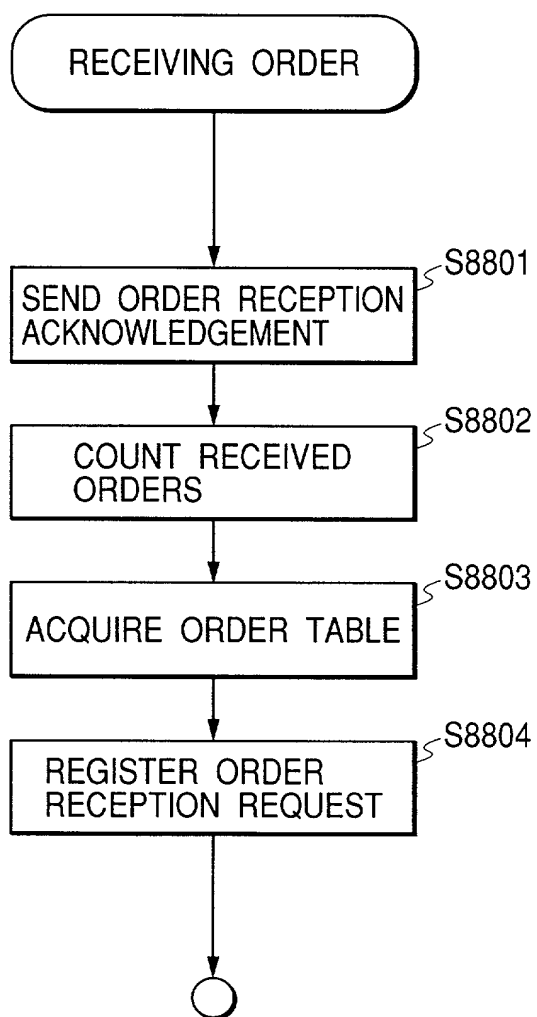 RECEIVING ORDER
S8801
SEND ORDER RECEPTION
ACKNOWLEDGEMENT
S8802
COUNT RECEIVED
ORDERS
S8803
ACQUIRE ORDER TABLE
S8804
REGISTER ORDER
RECEPTION REQUEST